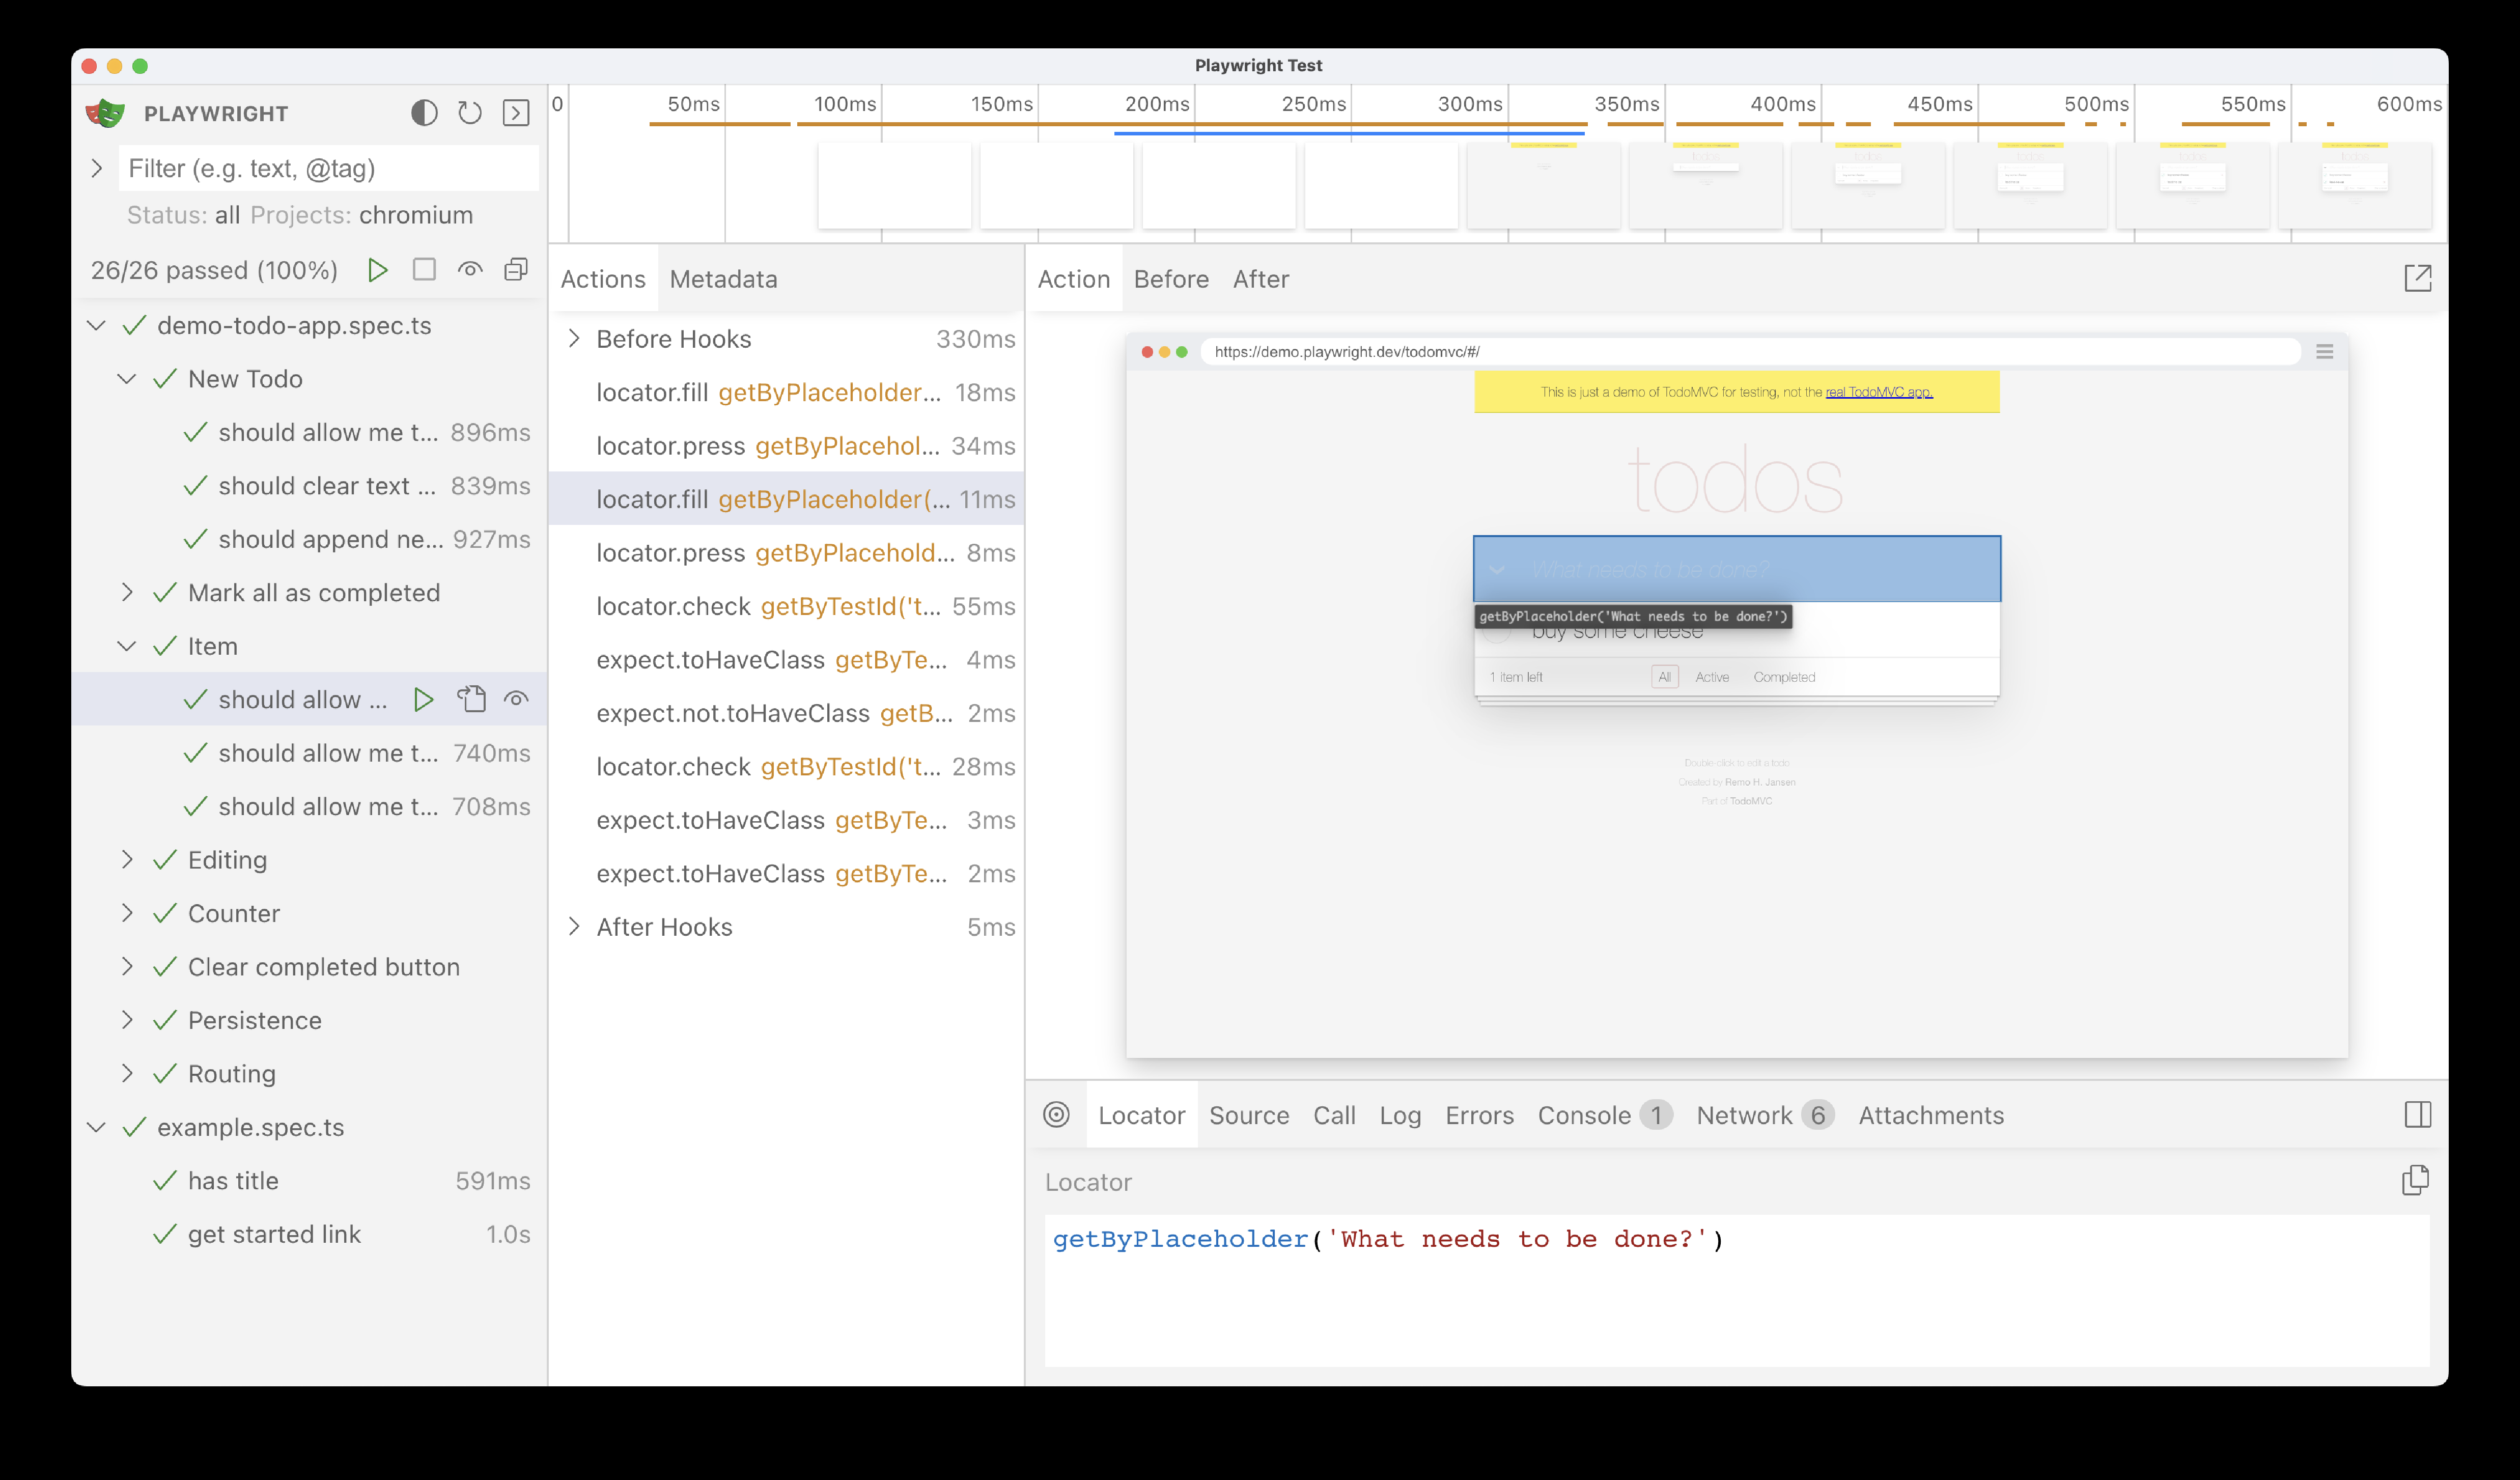 Playwright Test
PLAYWRIGHT
Filter (e.g. text, @tag)
Status: all Projects: chromium
26/26 passed (100%)
demo-todo-app.spec.ts
New Todo
should allow me t... 896ms
should clear text ... 839ms
should append ne... 927ms
Mark all as completed
Item
should allow ...
should allow me t... 740ms
should allow me t... 708ms
Editing
Counter
Clear completed button
Persistence
Routing
example.spec.ts
has title 591ms
get started link 1.0s
0 50ms 100ms 150ms 200ms 250ms 300ms 350ms 400ms 450ms 500ms 550ms 600ms
Actions Metadata
Before Hooks 330ms
locator.fill getByPlaceholder... 18ms
locator.press getByPlacehol... 34ms
locator.fill getByPlaceholder(... 11ms
locator.press getByPlacehold... 8ms
locator.check getByTestId('t... 55ms
expect.toHaveClass getByTe... 4ms
expect.not.toHaveClass getB... 2ms
locator.check getByTestId('t... 28ms
expect.toHaveClass getByTe... 3ms
expect.toHaveClass getByTe... 2ms
After Hooks 5ms
Action Before After
https://demo.playwright.dev/todomvc/#/
This is just a demo of TodoMVC for testing, not the real TodoMVC app.
todos
What needs to be done?
getByPlaceholder('What needs to be done?')
buy some cheese
1 item left All Active Completed
Double click to edit a todo
Created by Remo H. Jansen
Part of TodoMVC
Locator Source Call Log Errors Console 1 Network 6 Attachments
Locator
getByPlaceholder('What needs to be done?')